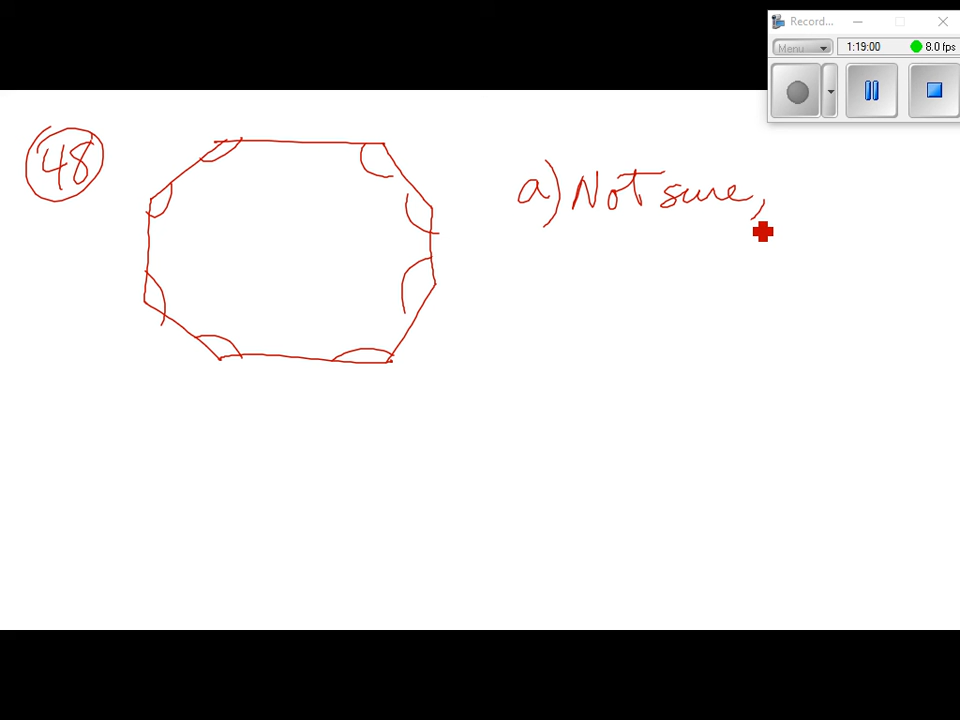 Record...
Menu
1:19:00
8.0 fps
48
a) Not sure,